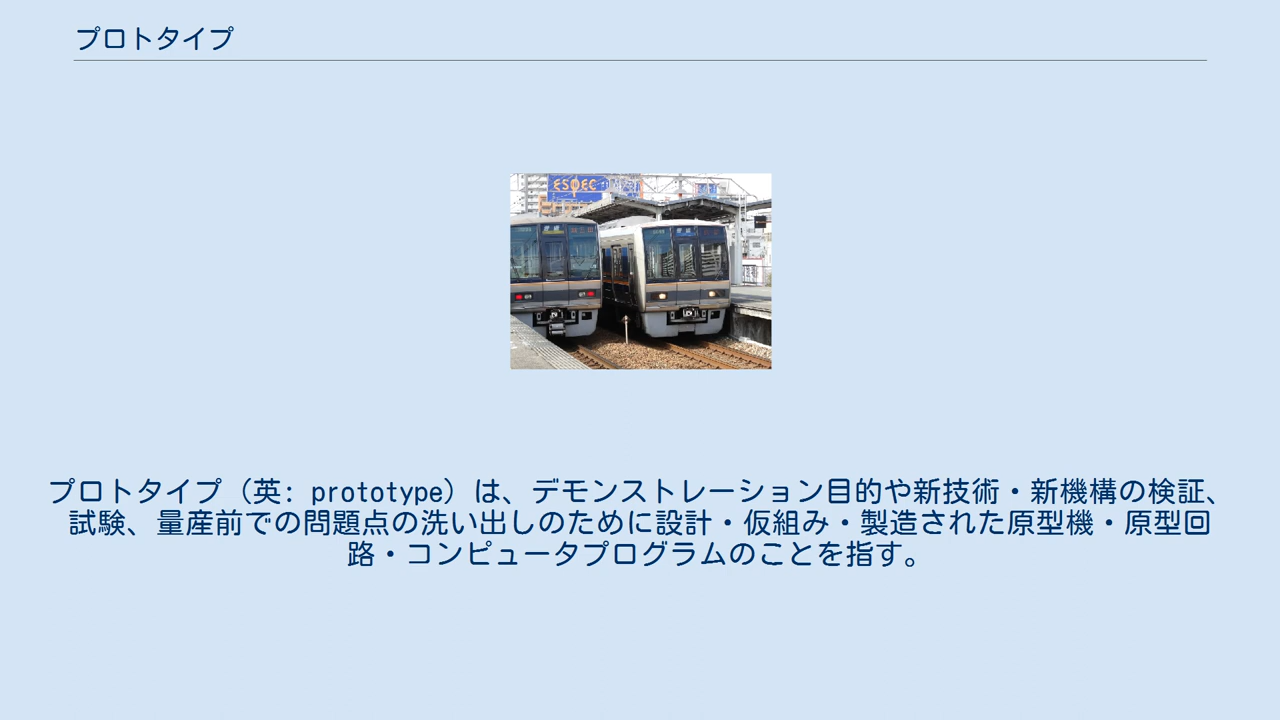 プロトタイプ
ESPEC
プロトタイプ（英: prototype）は、デモンストレーション目的や新技術・新機構の検証、
試験、量産前での問題点の洗い出しのために設計・仮組み・製造された原型機・原型回
路・コンピュータプログラムのことを指す。